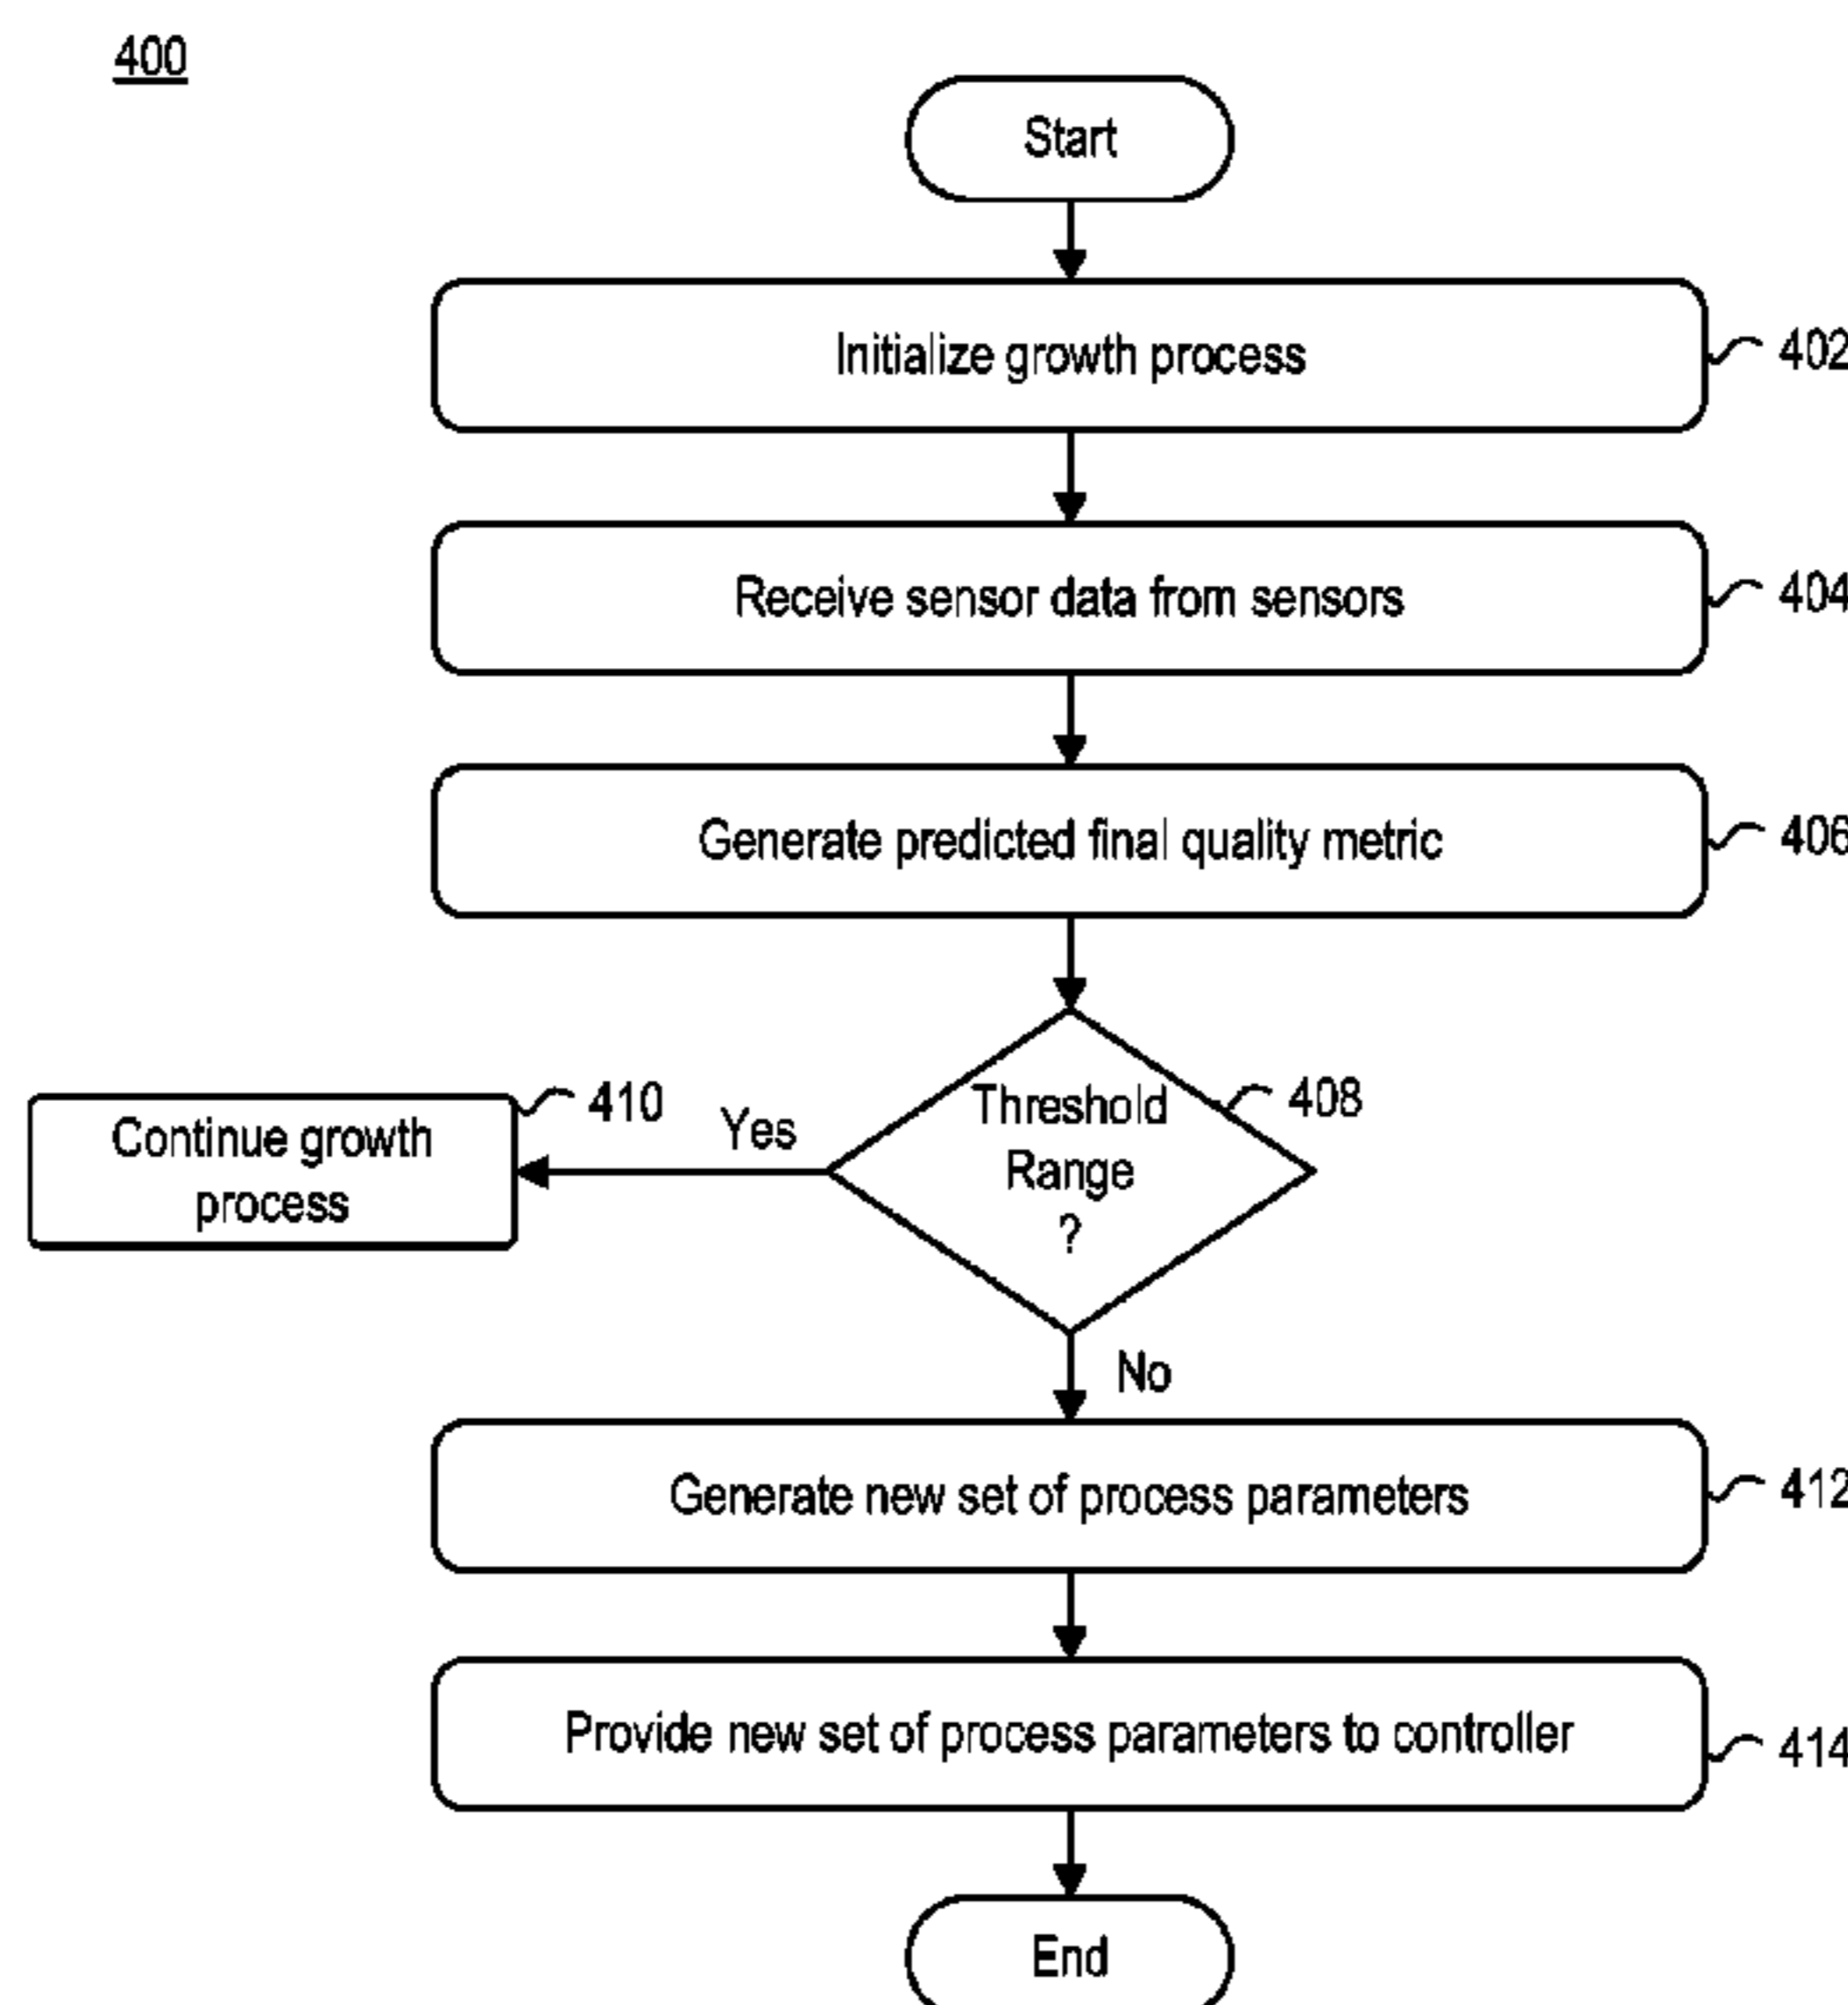 400
Start
Initialize growth process
402
Receive sensor data from sensors
404
Generate predicted final quality metric
406
Threshold
Range
?
408
Yes
410
Continue growth
process
No
Generate new set of process parameters
412
Provide new set of process parameters to controller
414
End